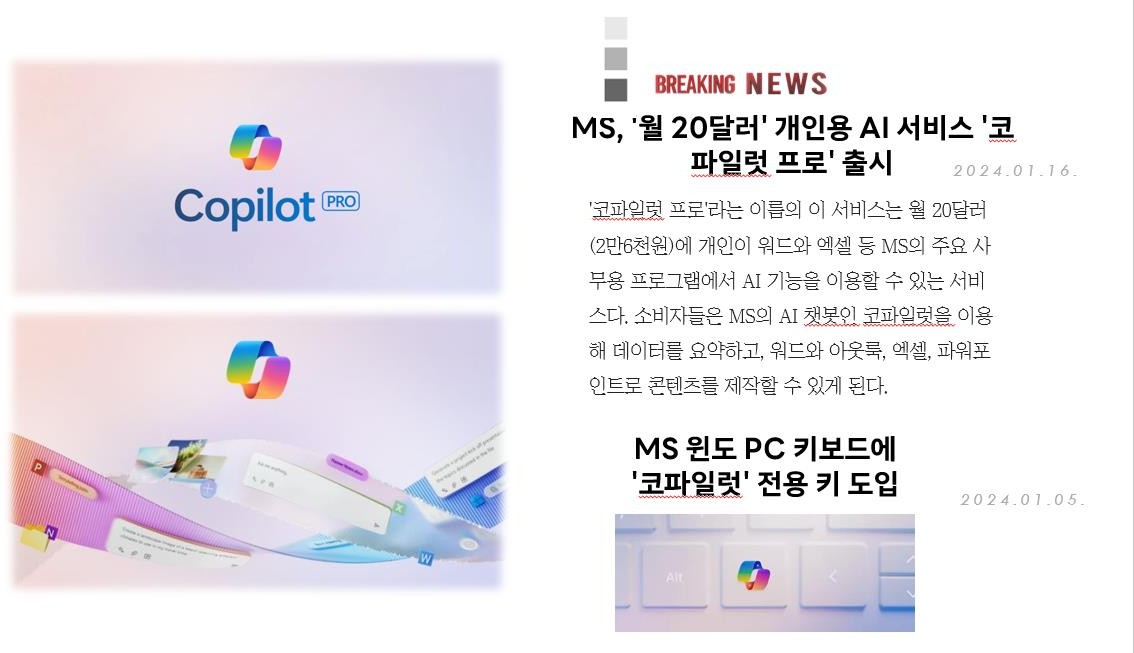 Copilot PRO
BREAKING NEWS
MS, '월 20달러' 개인용 AI 서비스 '코
파일럿 프로' 출시
2024.01.16.
'코파일럿 프로'라는 이름의 이 서비스는 월 20달러
(2만6천원)에 개인이 워드와 엑셀 등 MS의 주요 사
무용 프로그램에서 AI 기능을 이용할 수 있는 서비
스다. 소비자들은 MS의 AI 챗봇인 코파일럿을 이용
해 데이터를 요약하고, 워드와 아웃룩, 엑셀, 파워포
인트로 콘텐츠를 제작할 수 있게 된다.
MS 윈도 PC 키보드에
'코파일럿' 전용 키 도입
2024.01.05.
Alt
P
N
X
W
Ask me anything.